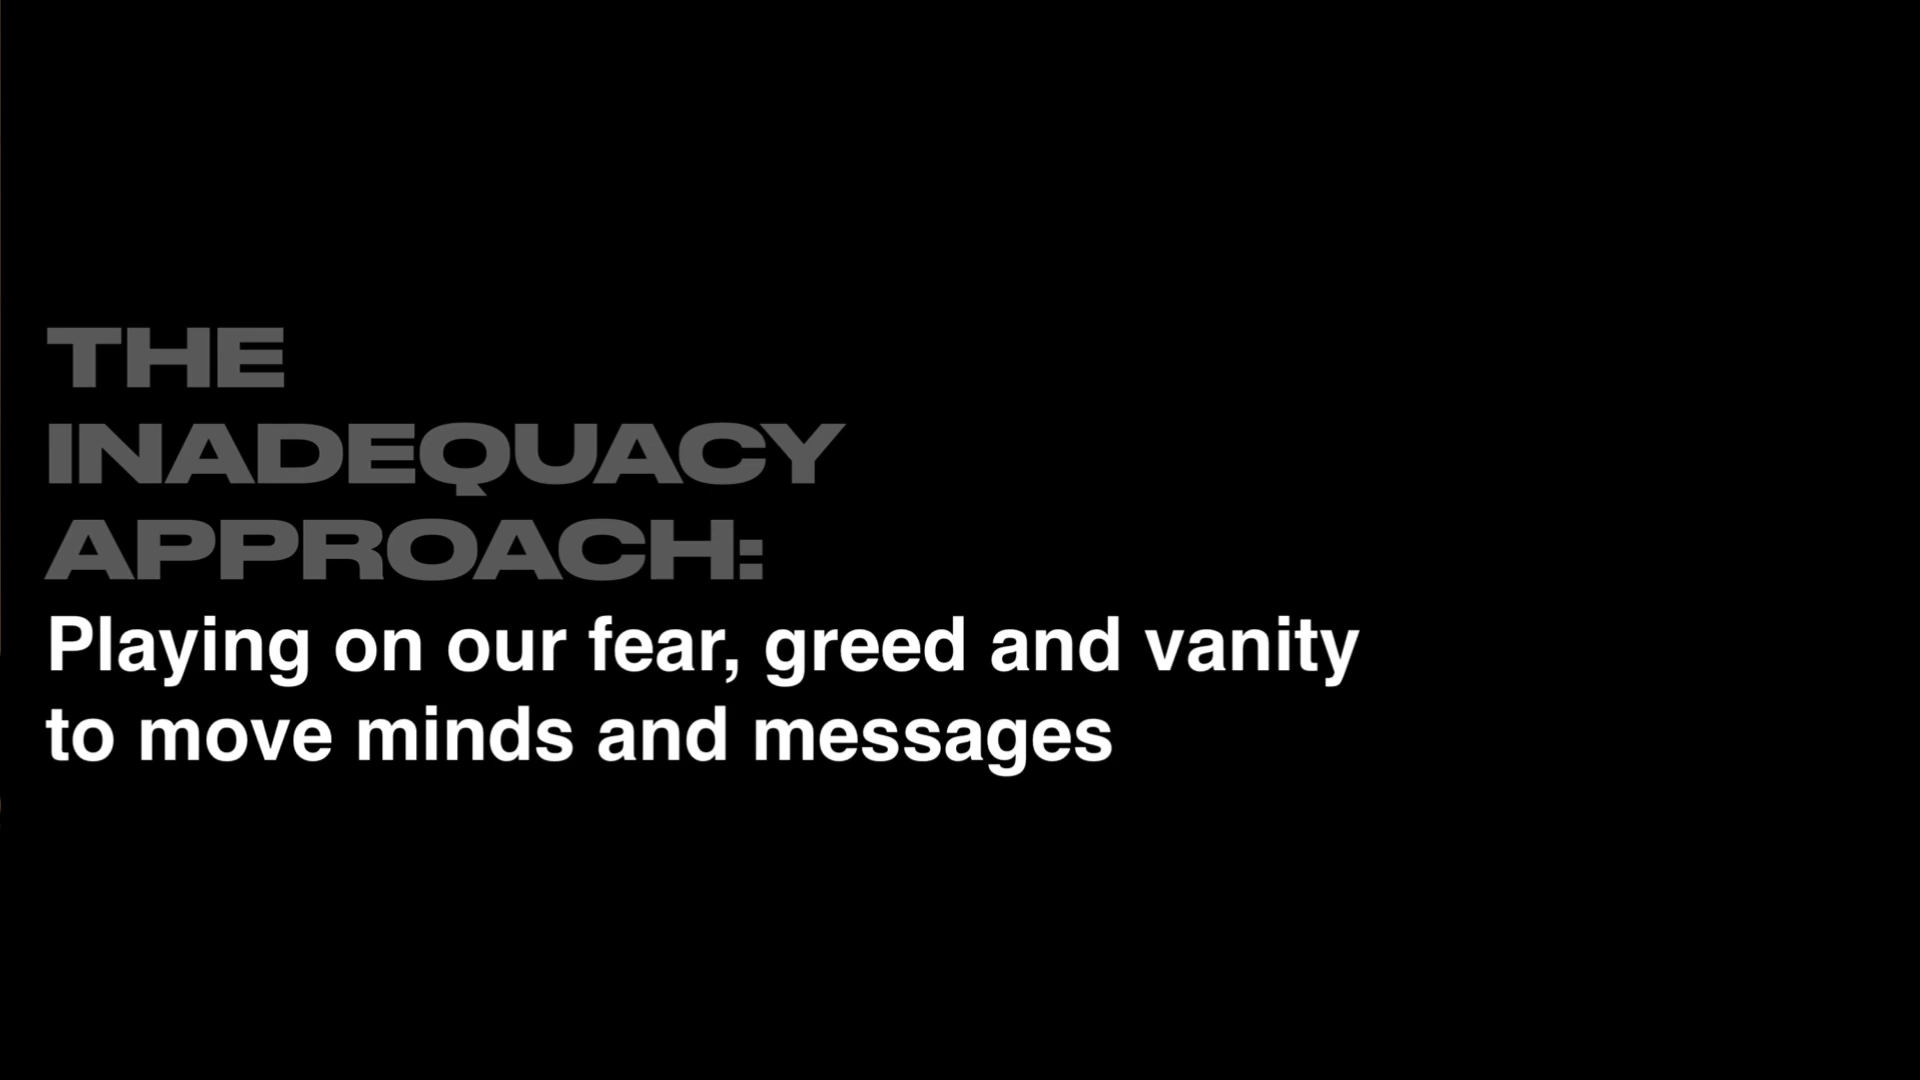 THE
INADEQUACY
APPROACH:
Playing on our fear, greed and vanity
to move minds and messages